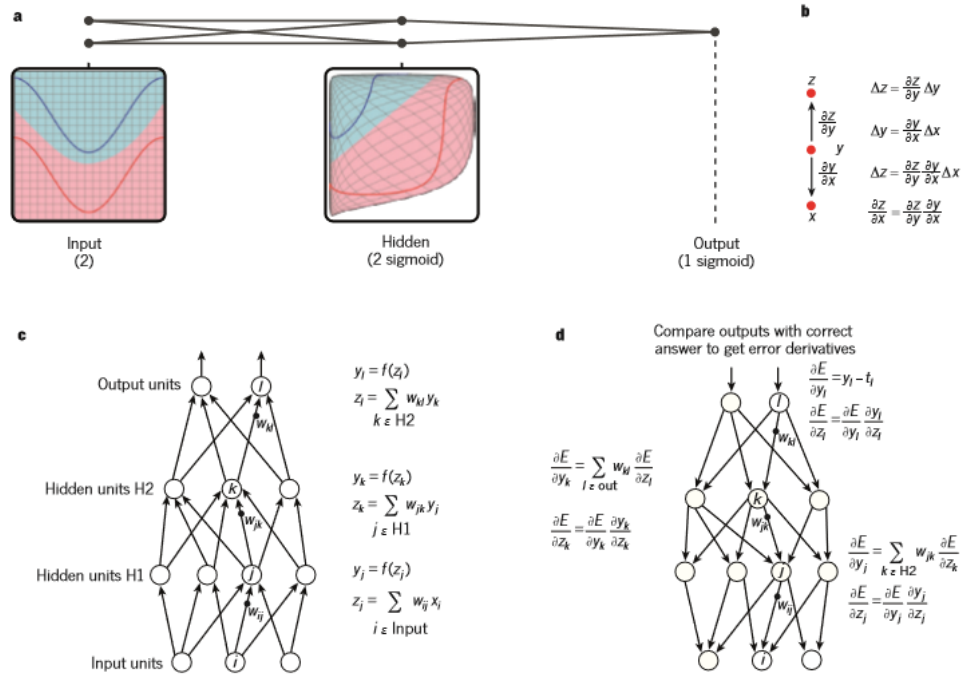 a
Input
(2)
Hidden
(2 sigmoid)
Output
(1 sigmoid)
b
z
∂z/∂y
y
∂y/∂x
x
Δz = ∂z/∂y Δy
Δy = ∂y/∂x Δx
Δz = ∂z/∂y ∂y/∂x Δx
∂z/∂x = ∂z/∂y ∂y/∂x
c
Output units
l
w_kl
Hidden units H2
k
w_jk
Hidden units H1
j
w_ij
Input units
i
y_l = f(z_l)
z_l = ∑ w_kl y_k
k ε H2
y_k = f(z_k)
z_k = ∑ w_jk y_j
j ε H1
y_j = f(z_j)
z_j = ∑ w_ij x_i
i ε Input
d
Compare outputs with correct
answer to get error derivatives
∂E/∂y_l = y_l − t_l
∂E/∂z_l = ∂E/∂y_l ∂y_l/∂z_l
l
w_kl
∂E/∂y_k = ∑ w_kl ∂E/∂z_l
l ε out
∂E/∂z_k = ∂E/∂y_k ∂y_k/∂z_k
k
w_jk
∂E/∂y_j = ∑ w_jk ∂E/∂z_k
k ε H2
∂E/∂z_j = ∂E/∂y_j ∂y_j/∂z_j
j
w_ij
i